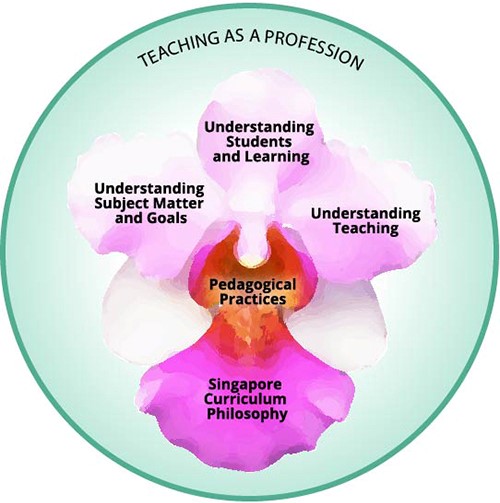 TEACHING AS A PROFESSION
Understanding
Students
and Learning
Understanding
Subject Matter
and Goals
Understanding
Teaching
Pedagogical
Practices
Singapore
Curriculum
Philosophy